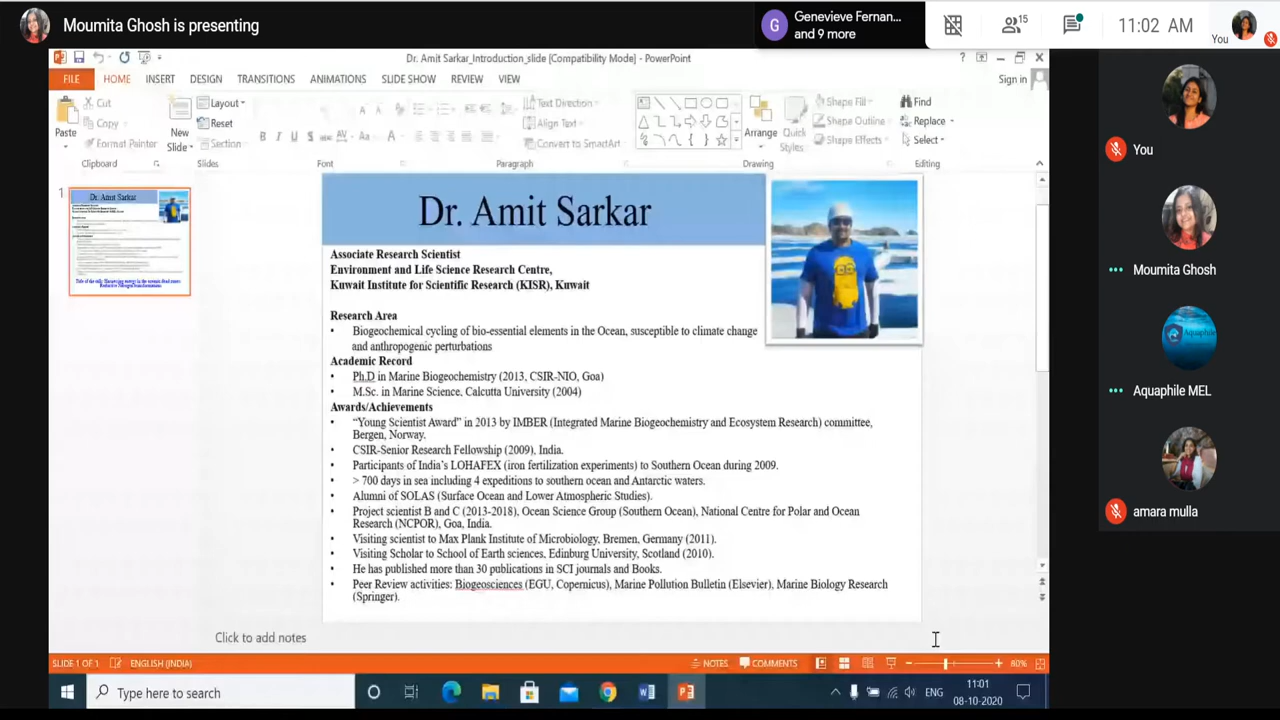 Moumita Ghosh is presenting
G
Genevieve Fernan...
and 9 more
15
11:02 AM
You
Dr. Amit Sarkar_Introduction_slide [Compatibility Mode] - PowerPoint
?
FILE
HOME
INSERT
DESIGN
TRANSITIONS
ANIMATIONS
SLIDE SHOW
REVIEW
VIEW
Sign in
Paste
Cut
Copy
Format Painter
Clipboard
New
Slide
Layout
Reset
Section
Slides
B I U S abc AV Aa A
Font
Text Direction
Align Text
Convert to SmartArt
Paragraph
Arrange
Quick
Styles
Shape Fill
Shape Outline
Shape Effects
Drawing
Find
Replace
Select
Editing
1
Dr. Amit Sarkar
Dr. Amit Sarkar
Associate Research Scientist
Environment and Life Science Research Centre,
Kuwait Institute for Scientific Research (KISR), Kuwait
Research Area
• Biogeochemical cycling of bio-essential elements in the Ocean, susceptible to climate change
and anthropogenic perturbations
Academic Record
• Ph.D in Marine Biogeochemistry (2013, CSIR-NIO, Goa)
• M.Sc. in Marine Science, Calcutta University (2004)
Awards/Achievements
• “Young Scientist Award” in 2013 by IMBER (Integrated Marine Biogeochemistry and Ecosystem Research) committee,
Bergen, Norway.
• CSIR-Senior Research Fellowship (2009), India.
• Participants of India’s LOHAFEX (iron fertilization experiments) to Southern Ocean during 2009.
• > 700 days in sea including 4 expeditions to southern ocean and Antarctic waters.
• Alumni of SOLAS (Surface Ocean and Lower Atmospheric Studies).
• Project scientist B and C (2013-2018), Ocean Science Group (Southern Ocean), National Centre for Polar and Ocean
Research (NCPOR), Goa, India.
• Visiting scientist to Max Plank Institute of Microbiology, Bremen, Germany (2011).
• Visiting Scholar to School of Earth sciences, Edinburg University, Scotland (2010).
• He has published more than 30 publications in SCI journals and Books.
• Peer Review activities: Biogeosciences (EGU, Copernicus), Marine Pollution Bulletin (Elsevier), Marine Biology Research
(Springer).
Click to add notes
SLIDE 1 OF 1
ENGLISH (INDIA)
NOTES
COMMENTS
80%
Type here to search
ENG
11:01
08-10-2020
You
Moumita Ghosh
Aquaphile
Aquaphile MEL
amara mulla